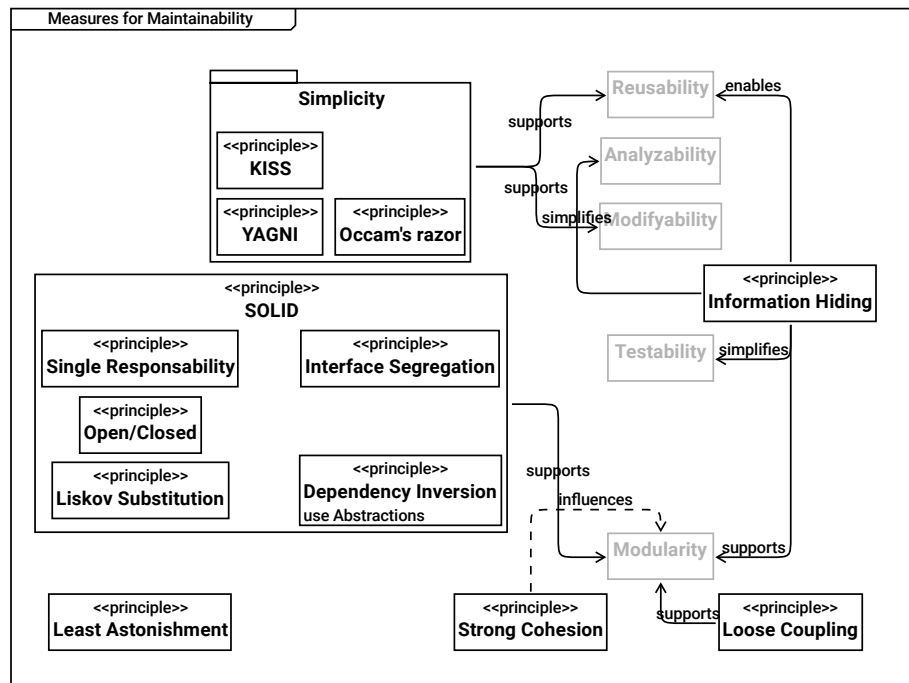 Measures for Maintainability
Simplicity
<<principle>>
KISS
<<principle>>
YAGNI
<<principle>>
Occam's razor
supports
supports
Reusability
enables
Analyzability
simplifies
Modifyability
<<principle>>
Information Hiding
<<principle>>
SOLID
<<principle>>
Single Responsability
<<principle>>
Interface Segregation
<<principle>>
Open/Closed
<<principle>>
Liskov Substitution
<<principle>>
Dependency Inversion
use Abstractions
Testability
simplifies
supports
influences
Modularity
supports
<<principle>>
Least Astonishment
<<principle>>
Strong Cohesion
supports
<<principle>>
Loose Coupling